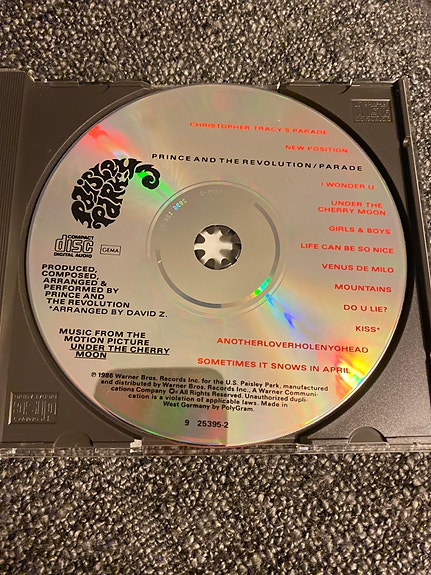 CHRISTOPHER TRACY'S PARADE
NEW POSITION
PRINCE AND THE REVOLUTION/PARADE
I WONDER U
UNDER THE
CHERRY MOON
GIRLS & BOYS
LIFE CAN BE SO NICE
VENUS DE MILO
MOUNTAINS
DO U LIE?
KISS*
ANOTHERLOVERHOLENYOHEAD
SOMETIMES IT SNOWS IN APRIL
PAISLEY
PARK
COMPACT
disc
DIGITAL AUDIO
GEMA
PRODUCED,
COMPOSED,
ARRANGED &
PERFORMED BY
PRINCE AND
THE REVOLUTION
*ARRANGED BY DAVID Z.
MUSIC FROM THE
MOTION PICTURE
UNDER THE CHERRY
MOON
℗ 1986 Warner Bros. Records Inc. for the U.S. Paisley Park, manufactured
and distributed by Warner Bros. Records Inc., A Warner Communi-
cations Company All Rights Reserved. Unauthorized dupli-
cation is a violation of applicable laws. Made in
West Germany by PolyGram.
9 25395-2